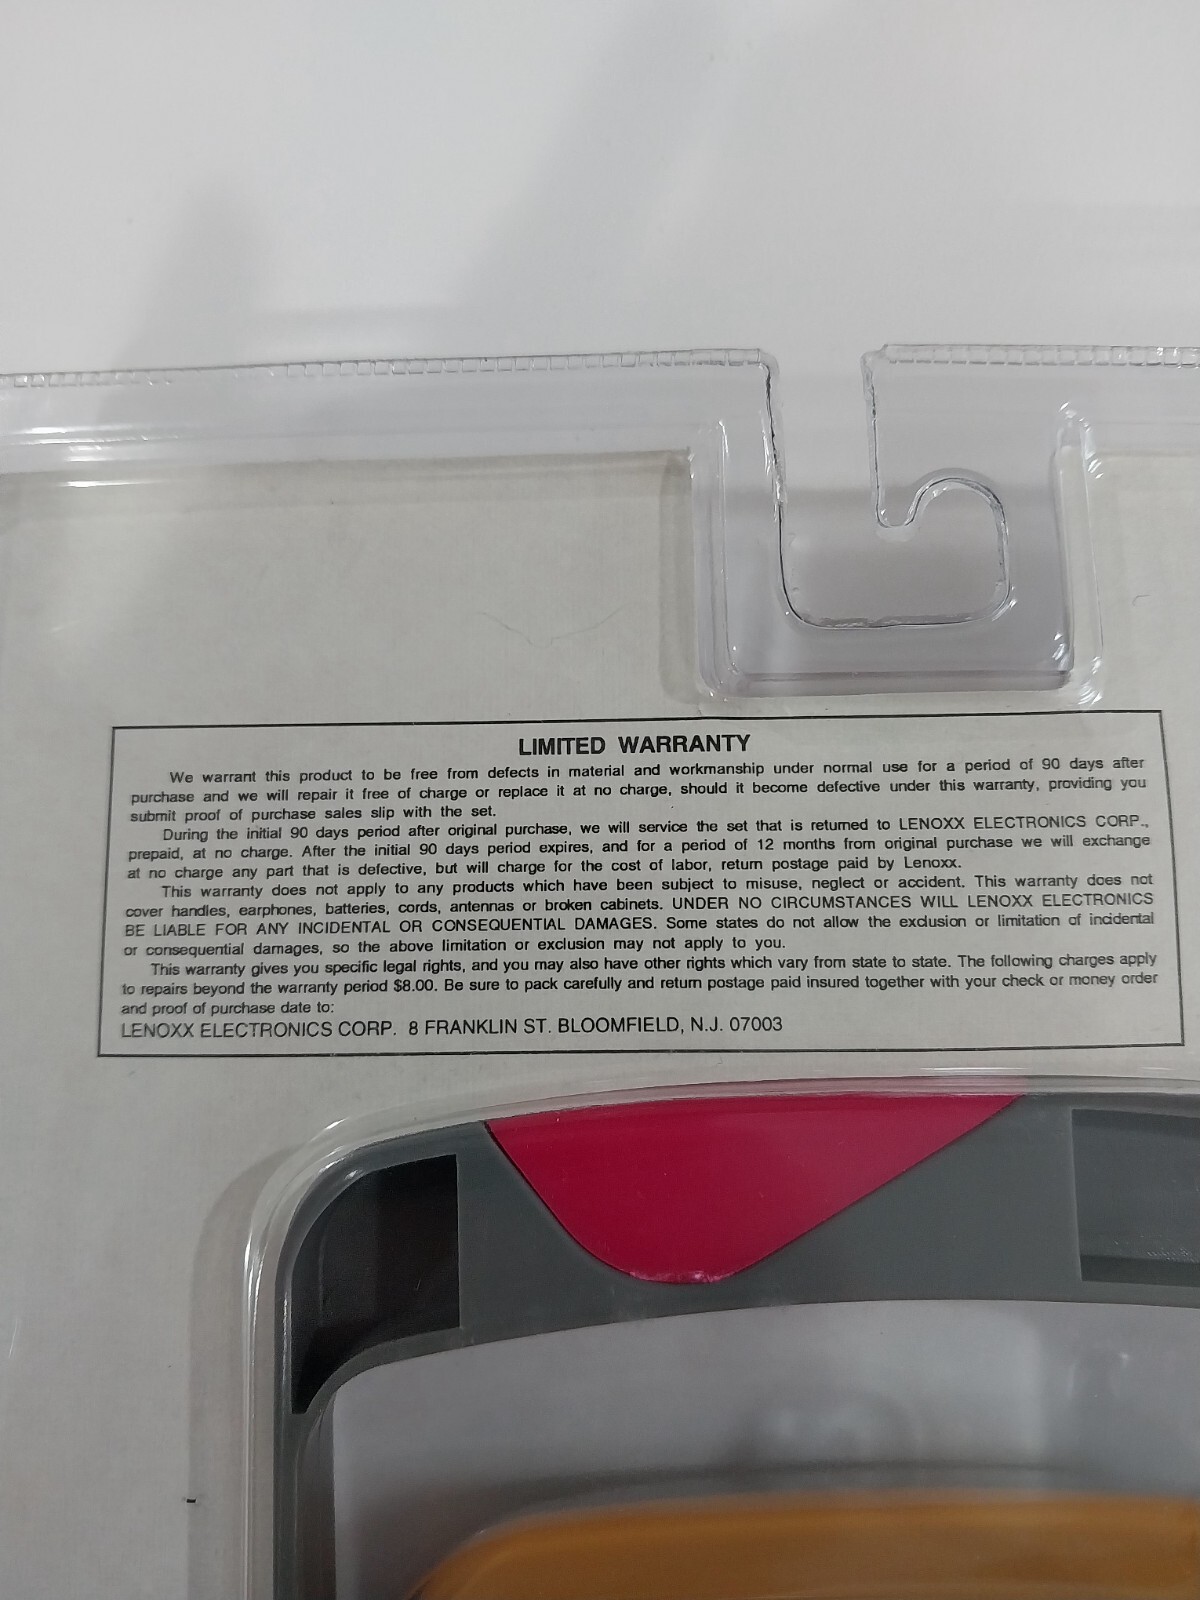 LIMITED WARRANTY
We warrant this product to be free from defects in material and workmanship under normal use for a period of 90 days after
purchase and we will repair it free of charge or replace it at no charge, should it become defective under this warranty, providing you
submit proof of purchase sales slip with the set.
During the initial 90 days period after original purchase, we will service the set that is returned to LENOXX ELECTRONICS CORP.,
prepaid, at no charge. After the initial 90 days period expires, and for a period of 12 months from original purchase we will exchange
at no charge any part that is defective, but will charge for the cost of labor, return postage paid by Lenoxx.
This warranty does not apply to any products which have been subject to misuse, neglect or accident. This warranty does not
cover handles, earphones, batteries, cords, antennas or broken cabinets. UNDER NO CIRCUMSTANCES WILL LENOXX ELECTRONICS
BE LIABLE FOR ANY INCIDENTAL OR CONSEQUENTIAL DAMAGES. Some states do not allow the exclusion or limitation of incidental
or consequential damages, so the above limitation or exclusion may not apply to you.
This warranty gives you specific legal rights, and you may also have other rights which vary from state to state. The following charges apply
to repairs beyond the warranty period $8.00. Be sure to pack carefully and return postage paid insured together with your check or money order
and proof of purchase date to:
LENOXX ELECTRONICS CORP. 8 FRANKLIN ST. BLOOMFIELD, N.J. 07003